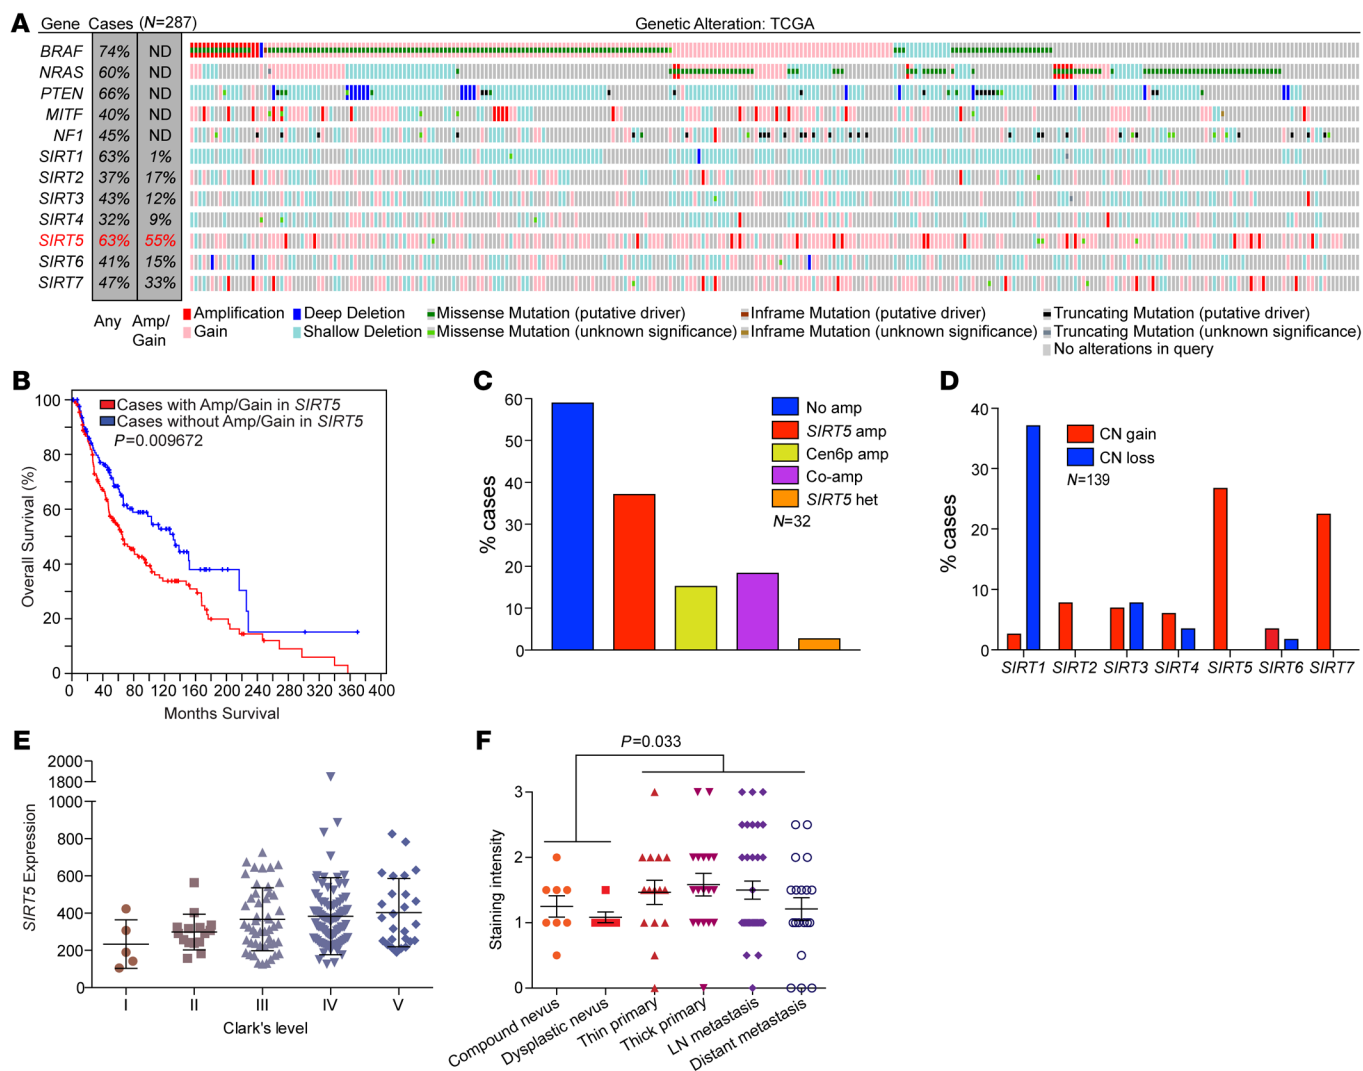 A
Gene Cases (N=287) Genetic Alteration: TCGA
BRAF 74% ND
NRAS 60% ND
PTEN 66% ND
MITF 40% ND
NF1 45% ND
SIRT1 63% 1%
SIRT2 37% 17%
SIRT3 43% 12%
SIRT4 32% 9%
SIRT5 63% 55%
SIRT6 41% 15%
SIRT7 47% 33%
Any Amp/
Gain
Amplification Deep Deletion Missense Mutation (putative driver) Inframe Mutation (putative driver) Truncating Mutation (putative driver)
Gain Shallow Deletion Missense Mutation (unknown significance) Inframe Mutation (unknown significance) Truncating Mutation (unknown significance)
No alterations in query
B
Cases with Amp/Gain in SIRT5
Cases without Amp/Gain in SIRT5
P=0.009672
Overall Survival (%)
100
80
60
40
20
0
0 40 80 120 160 200 240 280 320 360 400
Months Survival
C
% cases
60
50
40
30
20
10
0
No amp
SIRT5 amp
Cen6p amp
Co-amp
SIRT5 het
N=32
D
% cases
40
30
20
10
0
CN gain
CN loss
N=139
SIRT1 SIRT2 SIRT3 SIRT4 SIRT5 SIRT6 SIRT7
E
SIRT5 Expression
2000
1800
1000
800
600
400
200
0
I II III IV V
Clark's level
F
P=0.033
Staining intensity
3
2
1
0
Compound nevus
Dysplastic nevus
Thin primary
Thick primary
LN metastasis
Distant metastasis